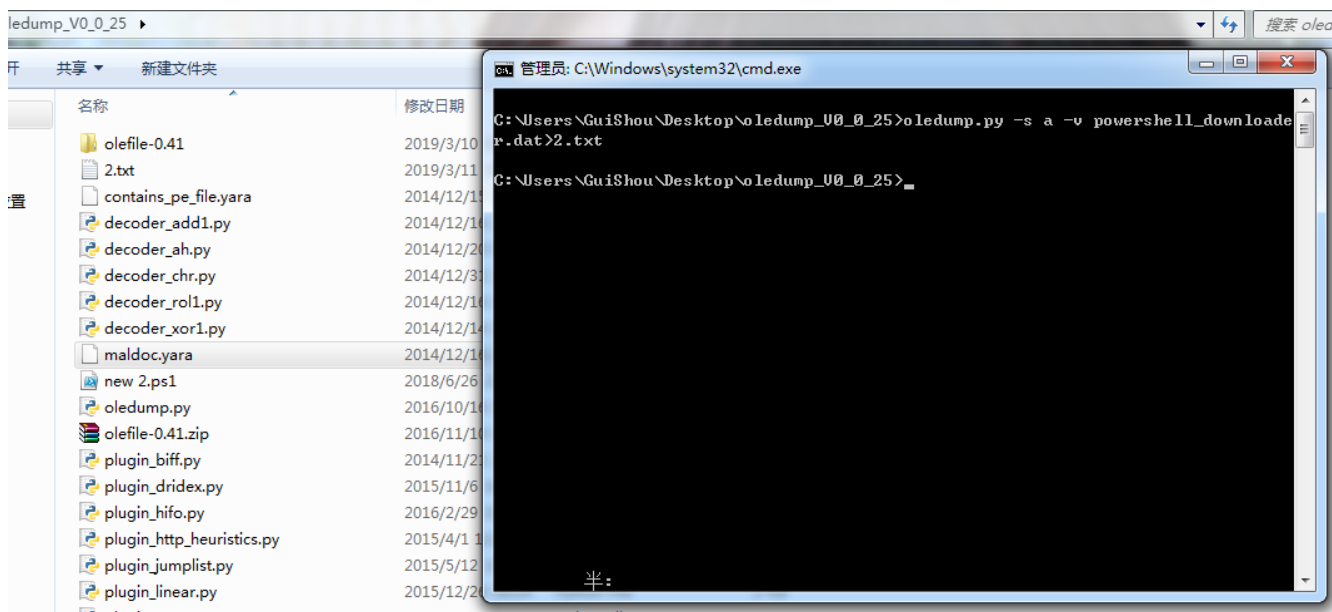 ledump_V0_0_25
搜索 oled
开 共享 新建文件夹
名称 修改日期
olefile-0.41 2019/3/10
2.txt 2019/3/11
contains_pe_file.yara 2014/12/15
decoder_add1.py 2014/12/16
decoder_ah.py 2014/12/20
decoder_chr.py 2014/12/31
decoder_rol1.py 2014/12/16
decoder_xor1.py 2014/12/14
maldoc.yara 2014/12/16
new 2.ps1 2018/6/26
oledump.py 2016/10/16
olefile-0.41.zip 2016/11/10
plugin_biff.py 2014/11/21
plugin_dridex.py 2015/11/6
plugin_hifo.py 2016/2/29
plugin_http_heuristics.py 2015/4/1 1
plugin_jumplist.py 2015/5/12
plugin_linear.py 2015/12/26
管理员: C:\Windows\system32\cmd.exe
C:\Users\GuiShou\Desktop\oledump_V0_0_25>oledump.py -s a -v powershell_downloade
r.dat>2.txt
C:\Users\GuiShou\Desktop\oledump_V0_0_25>
半: